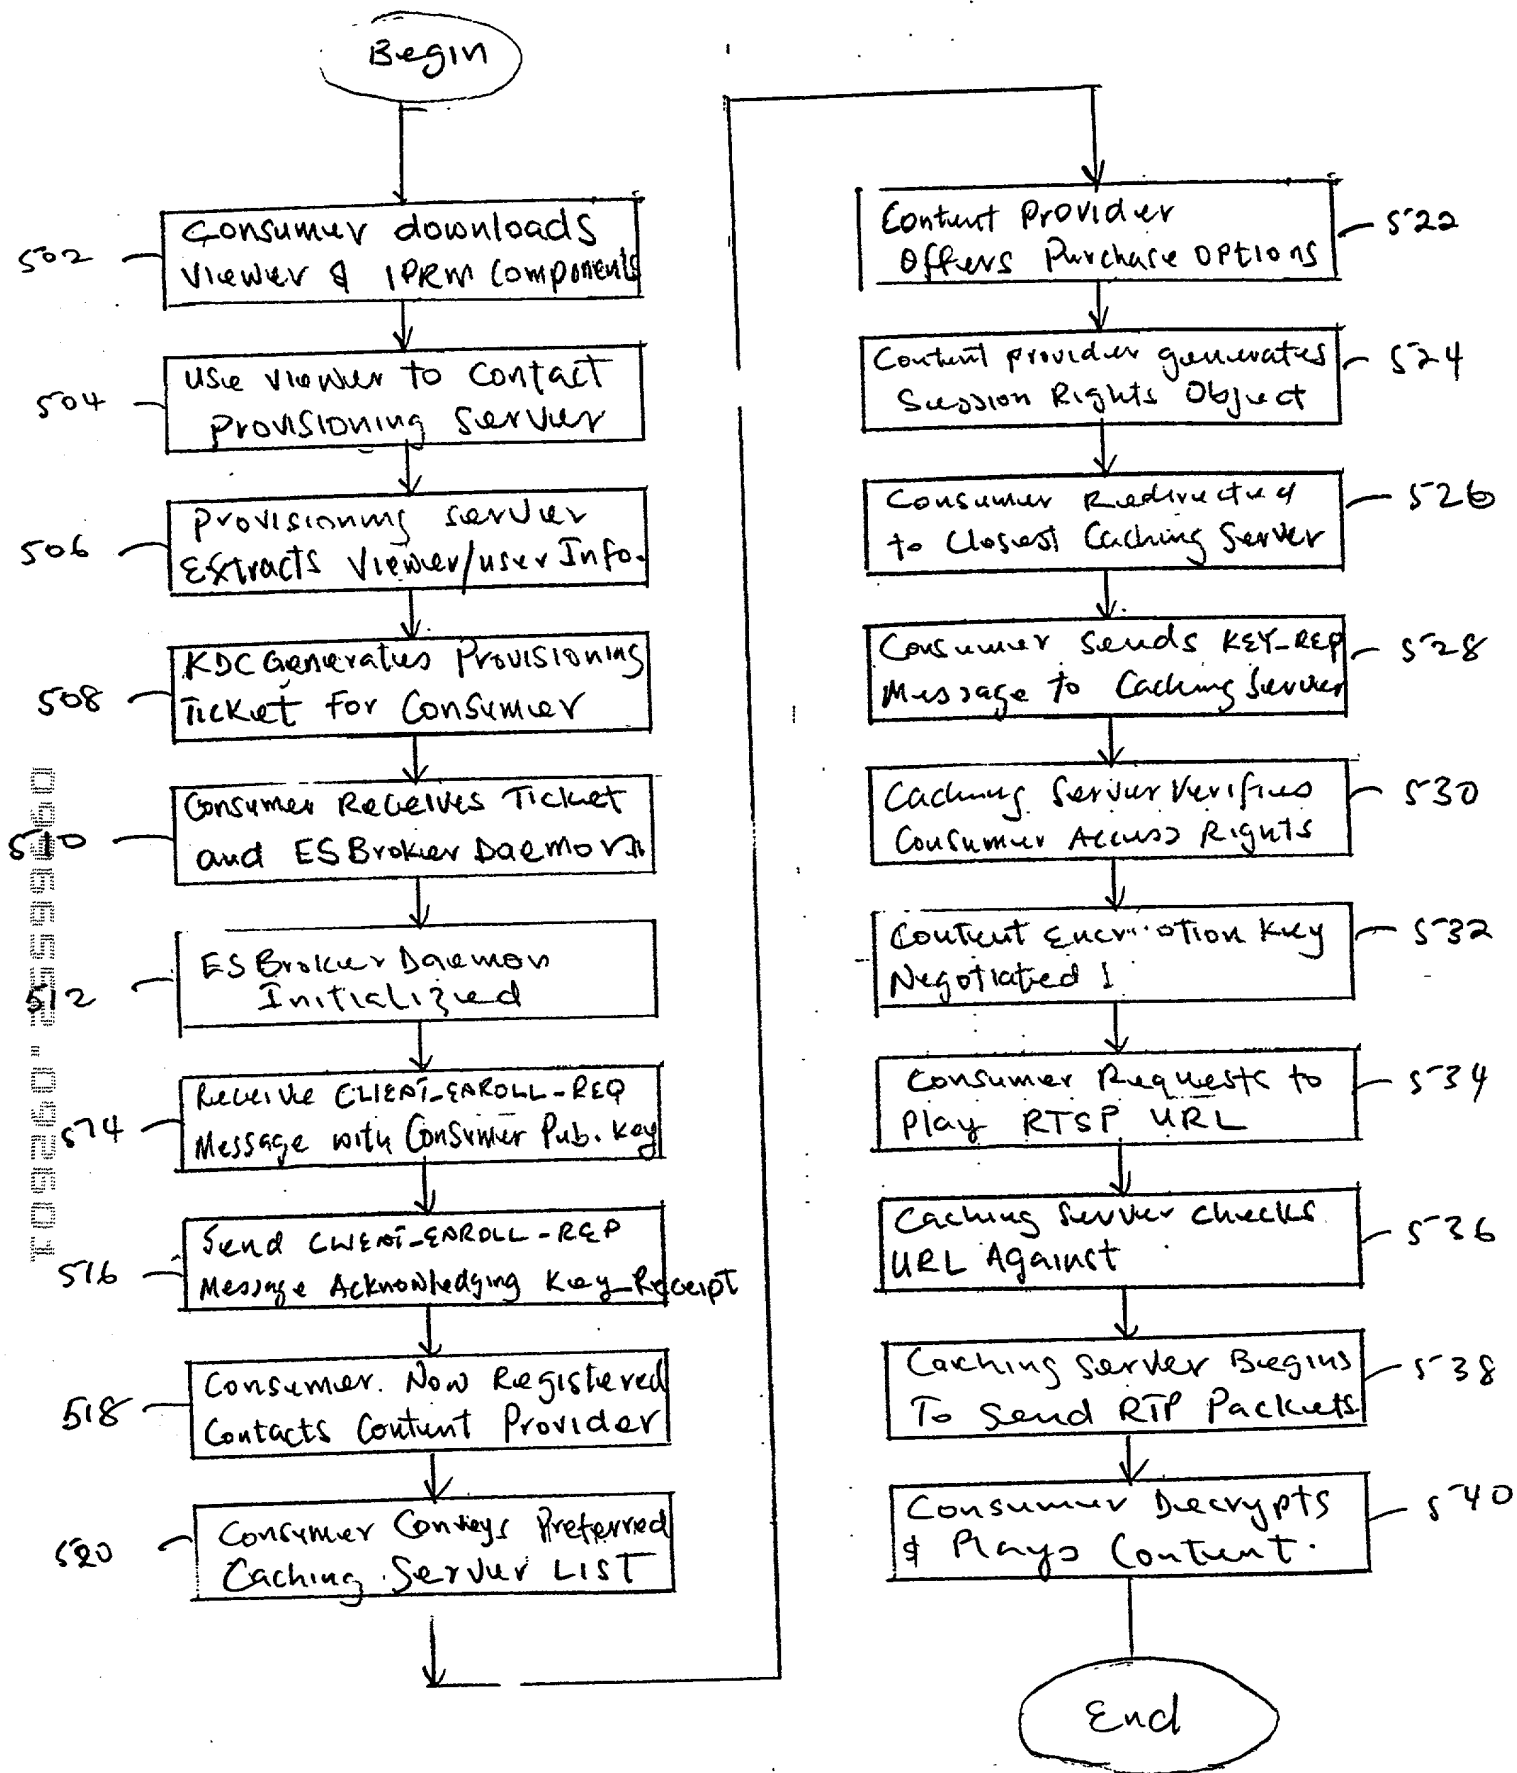 Begin
502
Consumer downloads
Viewer & IPRM Components
504
Use viewer to Contact
Provisioning Server
506
Provisioning server
Extracts Viewer/user Info.
508
KDC Generates Provisioning
Ticket For Consumer
510
Consumer Receives Ticket
and ES Broker Daemon
512
ES Broker Daemon
Initialized
514
Receive CLIENT_ENROLL_REQ
Message with Consumer Pub. Key
516
Send CLIENT_ENROLL_REP
Message Acknowledging Key_Receipt
518
Consumer. Now Registered
Contacts Content Provider
520
Consumer Conveys Preferred
Caching Server LIST
Content Provider
Offers Purchase Options
522
Content provider generates
Session Rights Object
524
Consumer Redirected
to Closest Caching Server
526
Consumer Sends KEY_REP
Message to Caching Server
528
Caching Server Verifies
Consumer Access Rights
530
Content Encryption Key
Negotiated
532
Consumer Requests to
Play RTSP URL
534
Caching Server checks
URL Against
536
Caching Server Begins
To Send RTP Packets
538
Consumer Decrypts
& Plays Content.
540
End